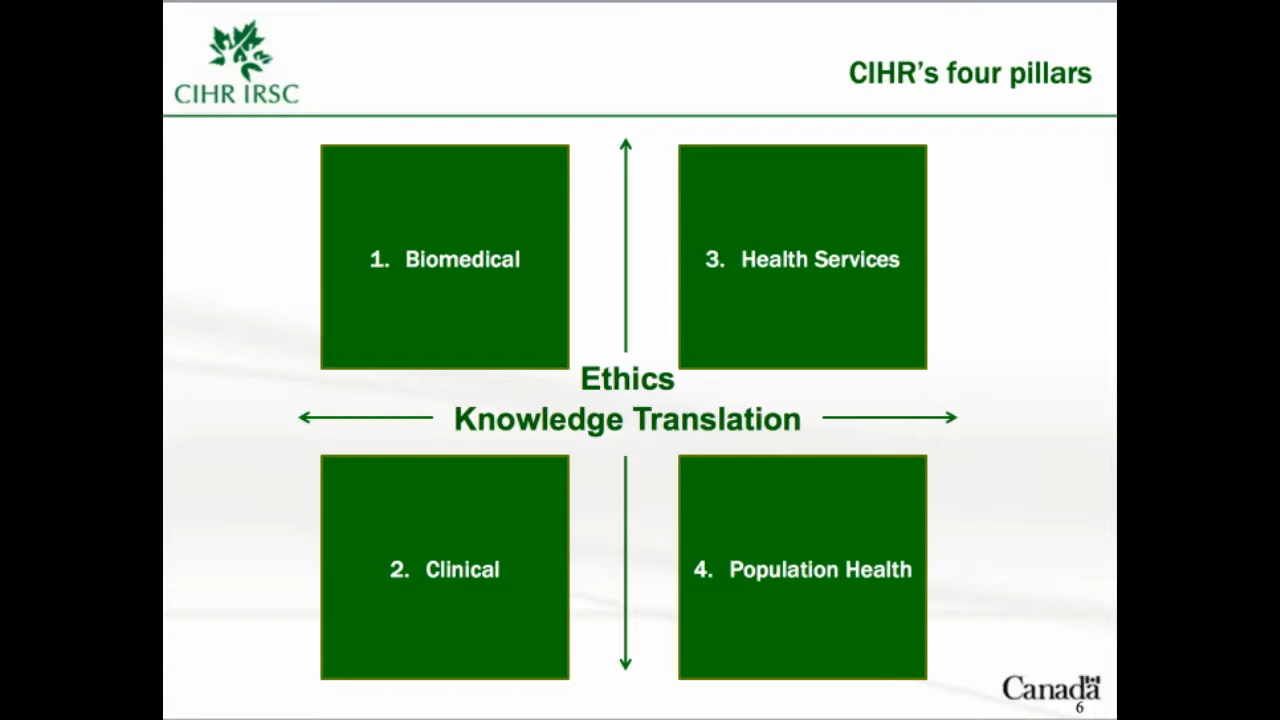 CIHR IRSC
CIHR's four pillars
1. Biomedical
3. Health Services
Ethics
Knowledge Translation
2. Clinical
4. Population Health
Canada
6